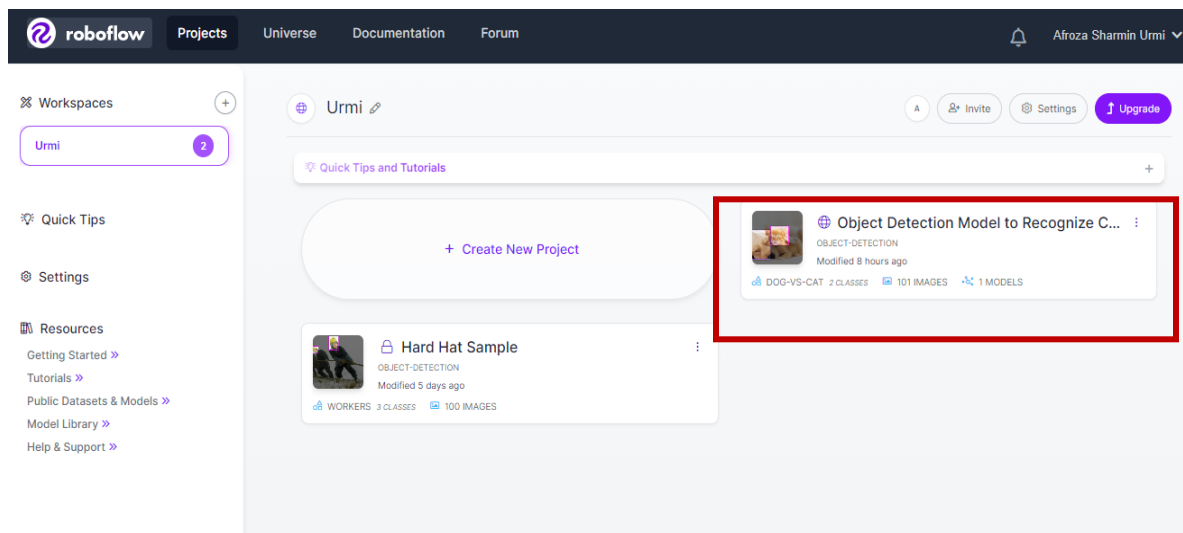 roboflow Projects Universe Documentation Forum Afroza Sharmin Urmi
Workspaces +
Urmi 2
Quick Tips
Settings
Resources
Getting Started »
Tutorials »
Public Datasets & Models »
Model Library »
Help & Support »
Urmi A Invite Settings Upgrade
Quick Tips and Tutorials +
+ Create New Project
Object Detection Model to Recognize C...
OBJECT-DETECTION
Modified 8 hours ago
DOG-VS-CAT 2 CLASSES 101 IMAGES 1 MODELS
Hard Hat Sample
OBJECT-DETECTION
Modified 5 days ago
WORKERS 3 CLASSES 100 IMAGES